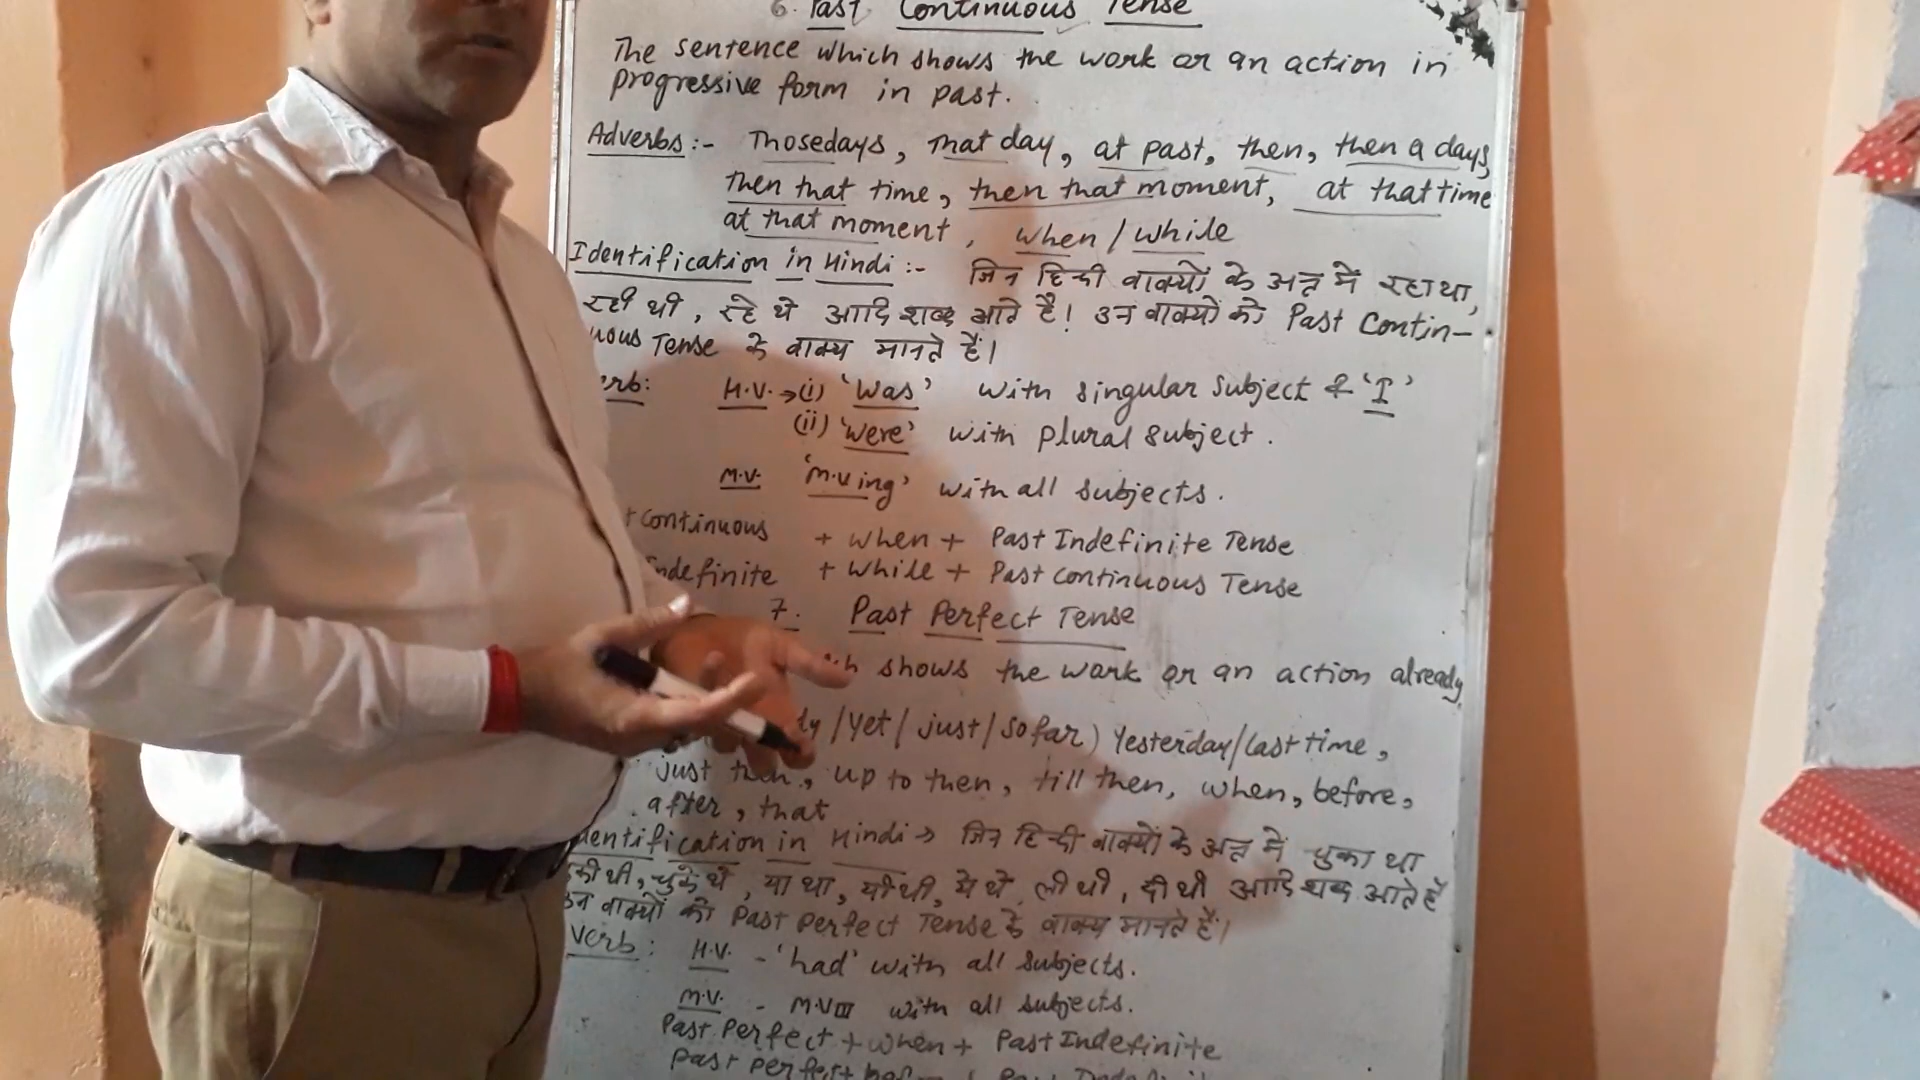 6. Past Continuous Tense
The sentence which shows the work or an action in
progressive form in past.
Adverbs :- Thosedays, That day, at past, then, then a days,
then that time, then that moment, at that time
at that moment, when / while
Identification in Hindi :- जिन हिन्दी वाक्यों के अन्त में रहा था,
रही थी, रहे थे आदि शब्द आते है! उन वाक्यों को Past Contin-
uous Tense के वाक्य मानते हैं।
erb: H.V. → (i) 'Was' with singular subject & 'I'
(ii) 'were' with plural subject.
M.V. 'M.V ing' with all subjects.
t continuous + when + Past Indefinite Tense
Indefinite + while + Past continuous Tense
7. Past Perfect Tense
ch shows the work or an action already
dy / yet / just / so far) Yesterday / last time,
just then, up to then, till then, when, before,
after, that
dentification in Hindi → जिन हिन्दी वाक्यों के अन्त में चुका था
की थी, चुके थे, या था, यी थी, ये थे, ली थी, दी थी आदि शब्द आते है
उन वाक्यों को Past Perfect Tense के वाक्य मानते हैं।
Verb: H.V. - 'had' with all subjects.
M.V. - M.V III with all subjects.
Past Perfect + when + Past Indefinite
Past Perfect